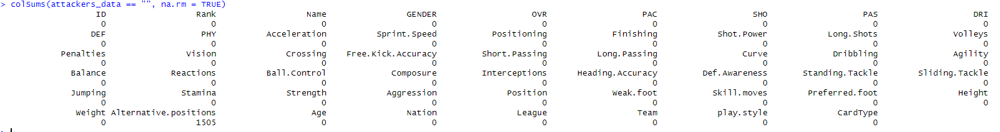 > colSums(attackers_data == "", na.rm = TRUE)
ID Rank Name GENDER OVR PAC SHO PAS DRI
0 0 0 0 0 0 0 0 0
DEF PHY Acceleration Sprint.Speed Positioning Finishing Shot.Power Long.Shots Volleys
0 0 0 0 0 0 0 0 0
Penalties Vision Crossing Free.Kick.Accuracy Short.Passing Long.Passing Curve Dribbling Agility
0 0 0 0 0 0 0 0 0
Balance Reactions Ball.Control Composure Interceptions Heading.Accuracy Def.Awareness Standing.Tackle Sliding.Tackle
0 0 0 0 0 0 0 0 0
Jumping Stamina Strength Aggression Position Weak.foot Skill.moves Preferred.foot Height
0 0 0 0 0 0 0 0 0
Weight Alternative.positions Age Nation League Team play.style CardType
0 1505 0 0 0 0 0 0
>